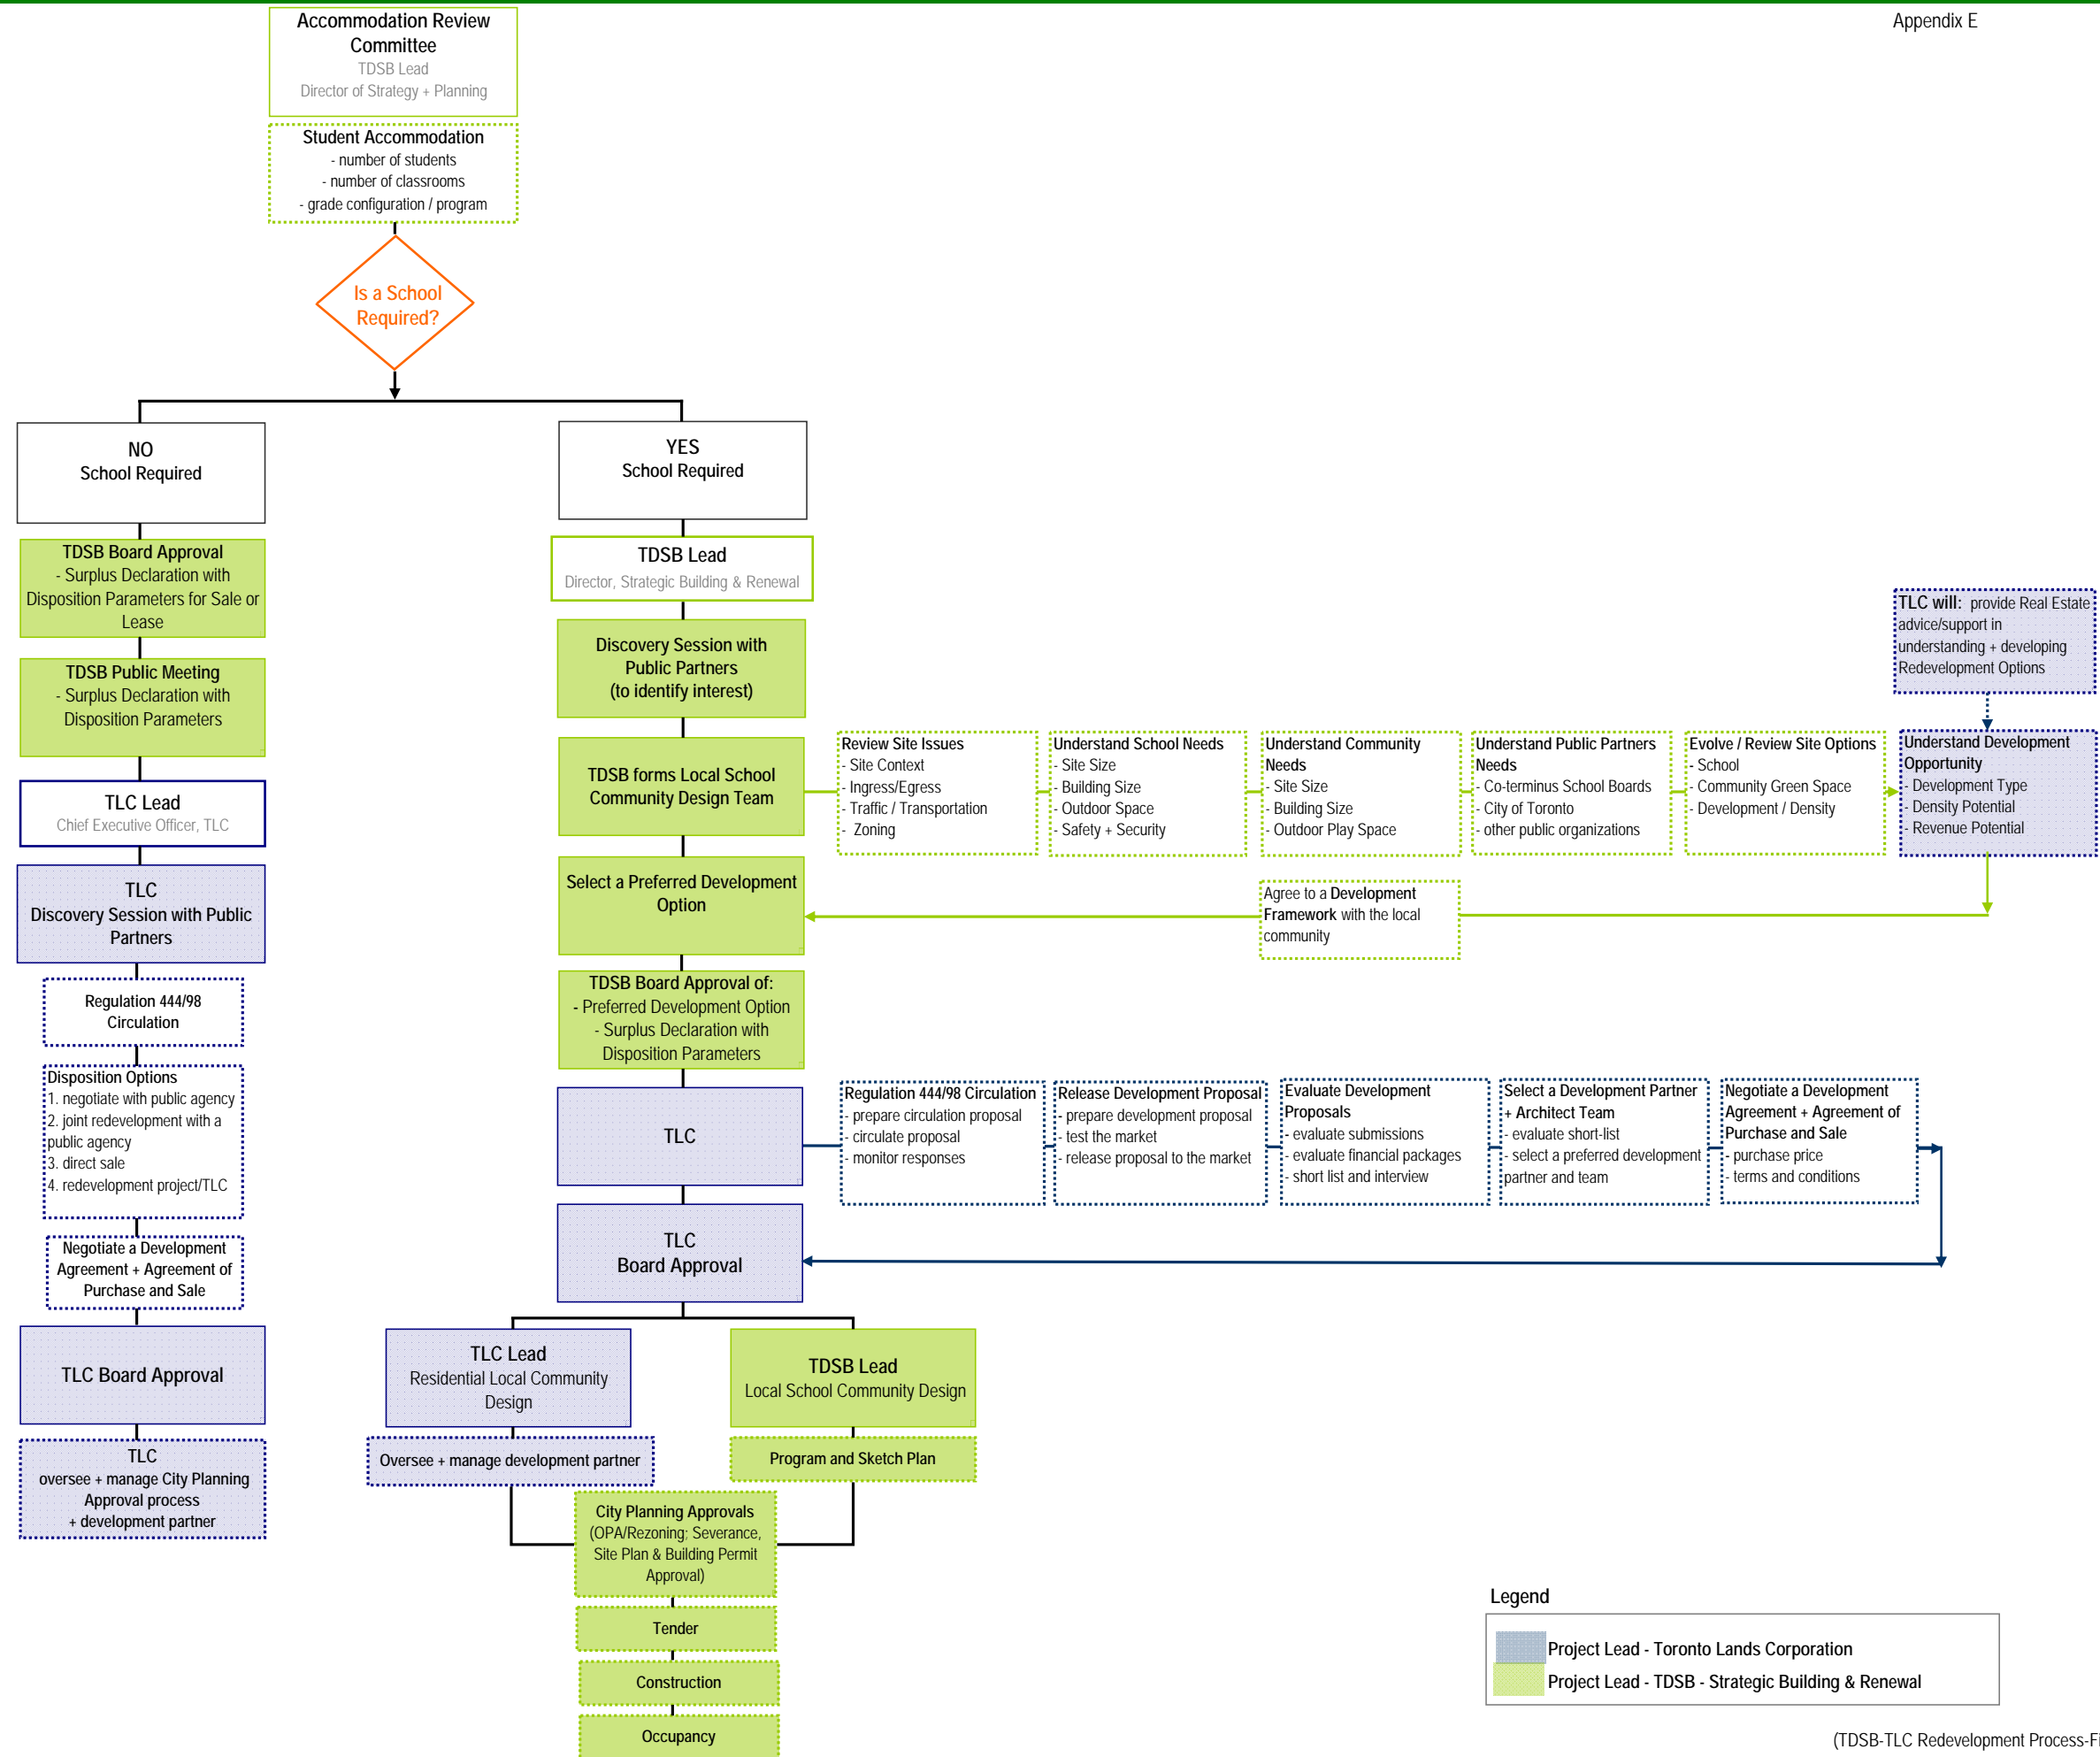 Appendix E
Accommodation Review
Committee
TDSB Lead
Director of Strategy + Planning
Student Accommodation
- number of students
- number of classrooms
- grade configuration / program
Is a School
Required?
NO
School Required
TDSB Board Approval
- Surplus Declaration with
Disposition Parameters for Sale or
Lease
TDSB Public Meeting
- Surplus Declaration with
Disposition Parameters
TLC Lead
Chief Executive Officer, TLC
TLC
Discovery Session with Public
Partners
Regulation 444/98
Circulation
Disposition Options
1. negotiate with public agency
2. joint redevelopment with a
public agency
3. direct sale
4. redevelopment project/TLC
Negotiate a Development
Agreement + Agreement of
Purchase and Sale
TLC Board Approval
TLC
oversee + manage City Planning
Approval process
+ development partner
YES
School Required
TDSB Lead
Director, Strategic Building & Renewal
Discovery Session with
Public Partners
(to identify interest)
TDSB forms Local School
Community Design Team
Review Site Issues
- Site Context
- Ingress/Egress
- Traffic / Transportation
- Zoning
Understand School Needs
- Site Size
- Building Size
- Outdoor Space
- Safety + Security
Understand Community
Needs
- Site Size
- Building Size
- Outdoor Play Space
Understand Public Partners
Needs
- Co-terminus School Boards
- City of Toronto
- other public organizations
Evolve / Review Site Options
- School
- Community Green Space
- Development / Density
TLC will: provide Real Estate
advice/support in
understanding + developing
Redevelopment Options
Understand Development
Opportunity
- Development Type
- Density Potential
- Revenue Potential
Agree to a Development
Framework with the local
community
Select a Preferred Development
Option
TDSB Board Approval of:
- Preferred Development Option
- Surplus Declaration with
Disposition Parameters
TLC
Regulation 444/98 Circulation
- prepare circulation proposal
- circulate proposal
- monitor responses
Release Development Proposal
- prepare development proposal
- test the market
- release proposal to the market
Evaluate Development
Proposals
- evaluate submissions
- evaluate financial packages
- short list and interview
Select a Development Partner
+ Architect Team
- evaluate short-list
- select a preferred development
partner and team
Negotiate a Development
Agreement + Agreement of
Purchase and Sale
- purchase price
- terms and conditions
TLC
Board Approval
TLC Lead
Residential Local Community
Design
Oversee + manage development partner
TDSB Lead
Local School Community Design
Program and Sketch Plan
City Planning Approvals
(OPA/Rezoning; Severance,
Site Plan & Building Permit
Approval)
Tender
Construction
Occupancy
Legend
Project Lead - Toronto Lands Corporation
Project Lead - TDSB - Strategic Building & Renewal
(TDSB-TLC Redevelopment Process-